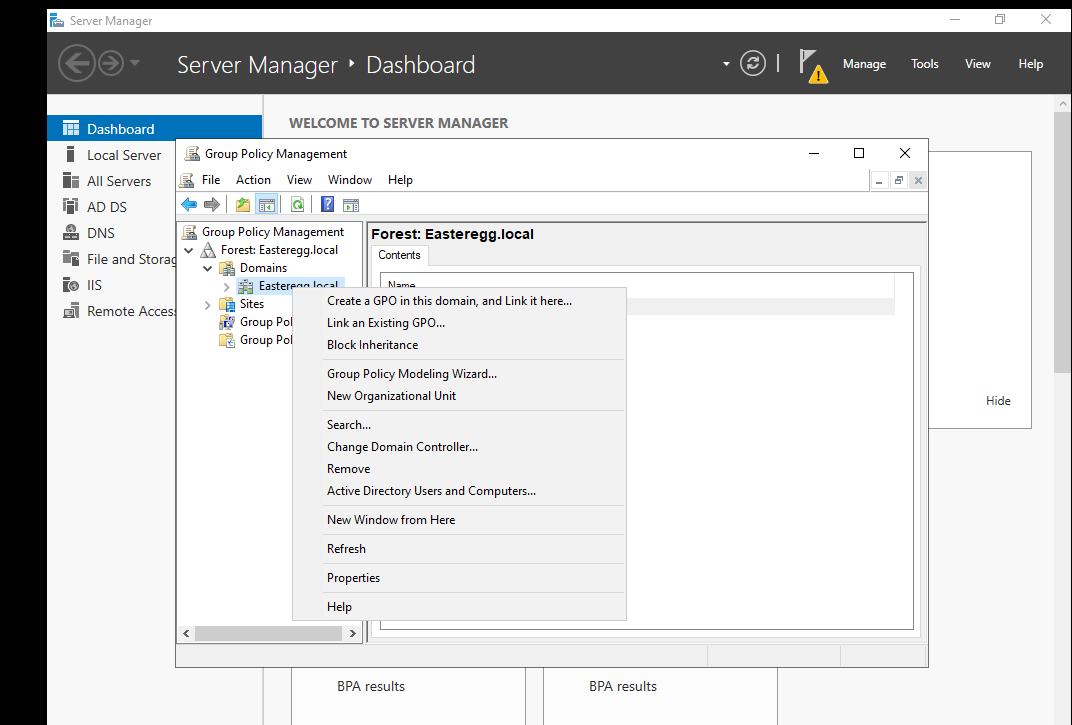 Server Manager
Server Manager Dashboard
Manage Tools View Help
Dashboard
Local Server
All Servers
AD DS
DNS
File and Storag
IIS
Remote Access
WELCOME TO SERVER MANAGER
Group Policy Management
File Action View Window Help
Group Policy Management
Forest: Easteregg.local
Domains
Easteregg.local
Sites
Group Pol
Group Pol
Forest: Easteregg.local
Contents
Name
Create a GPO in this domain, and Link it here...
Link an Existing GPO...
Block Inheritance
Group Policy Modeling Wizard...
New Organizational Unit
Search...
Change Domain Controller...
Remove
Active Directory Users and Computers...
New Window from Here
Refresh
Properties
Help
Hide
BPA results
BPA results